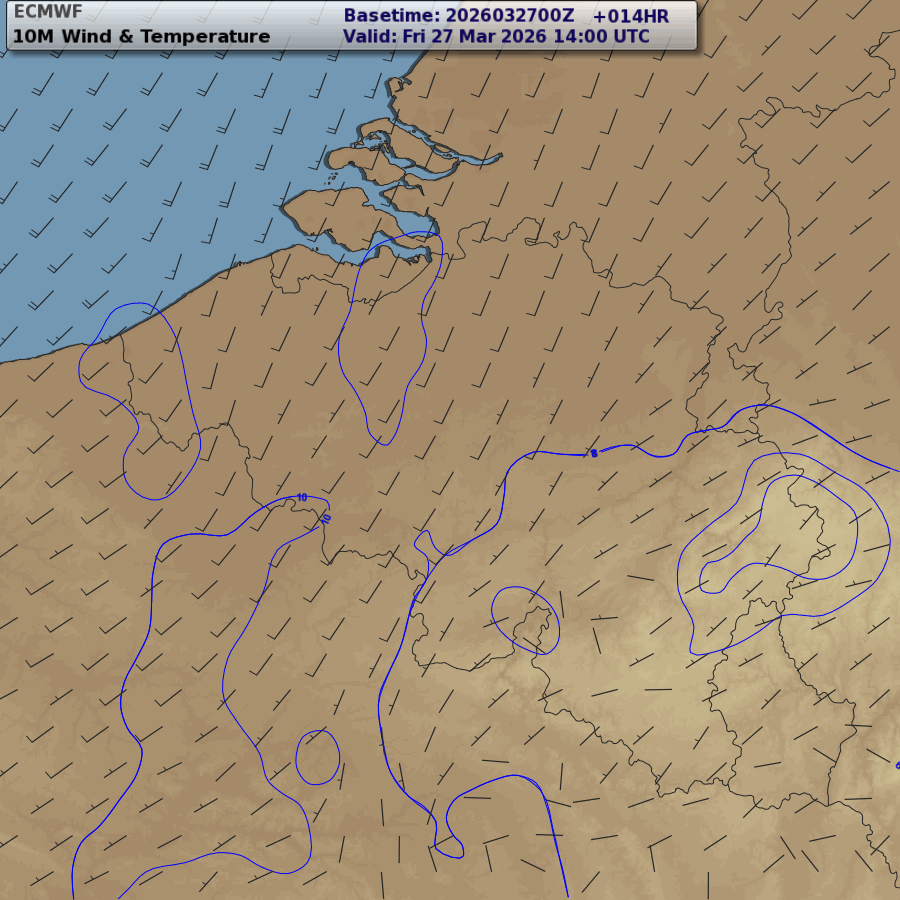 ECMWF
Basetime: 2026032700Z +014HR
10M Wind & Temperature
Valid: Fri 27 Mar 2026 14:00 UTC
8
10
10